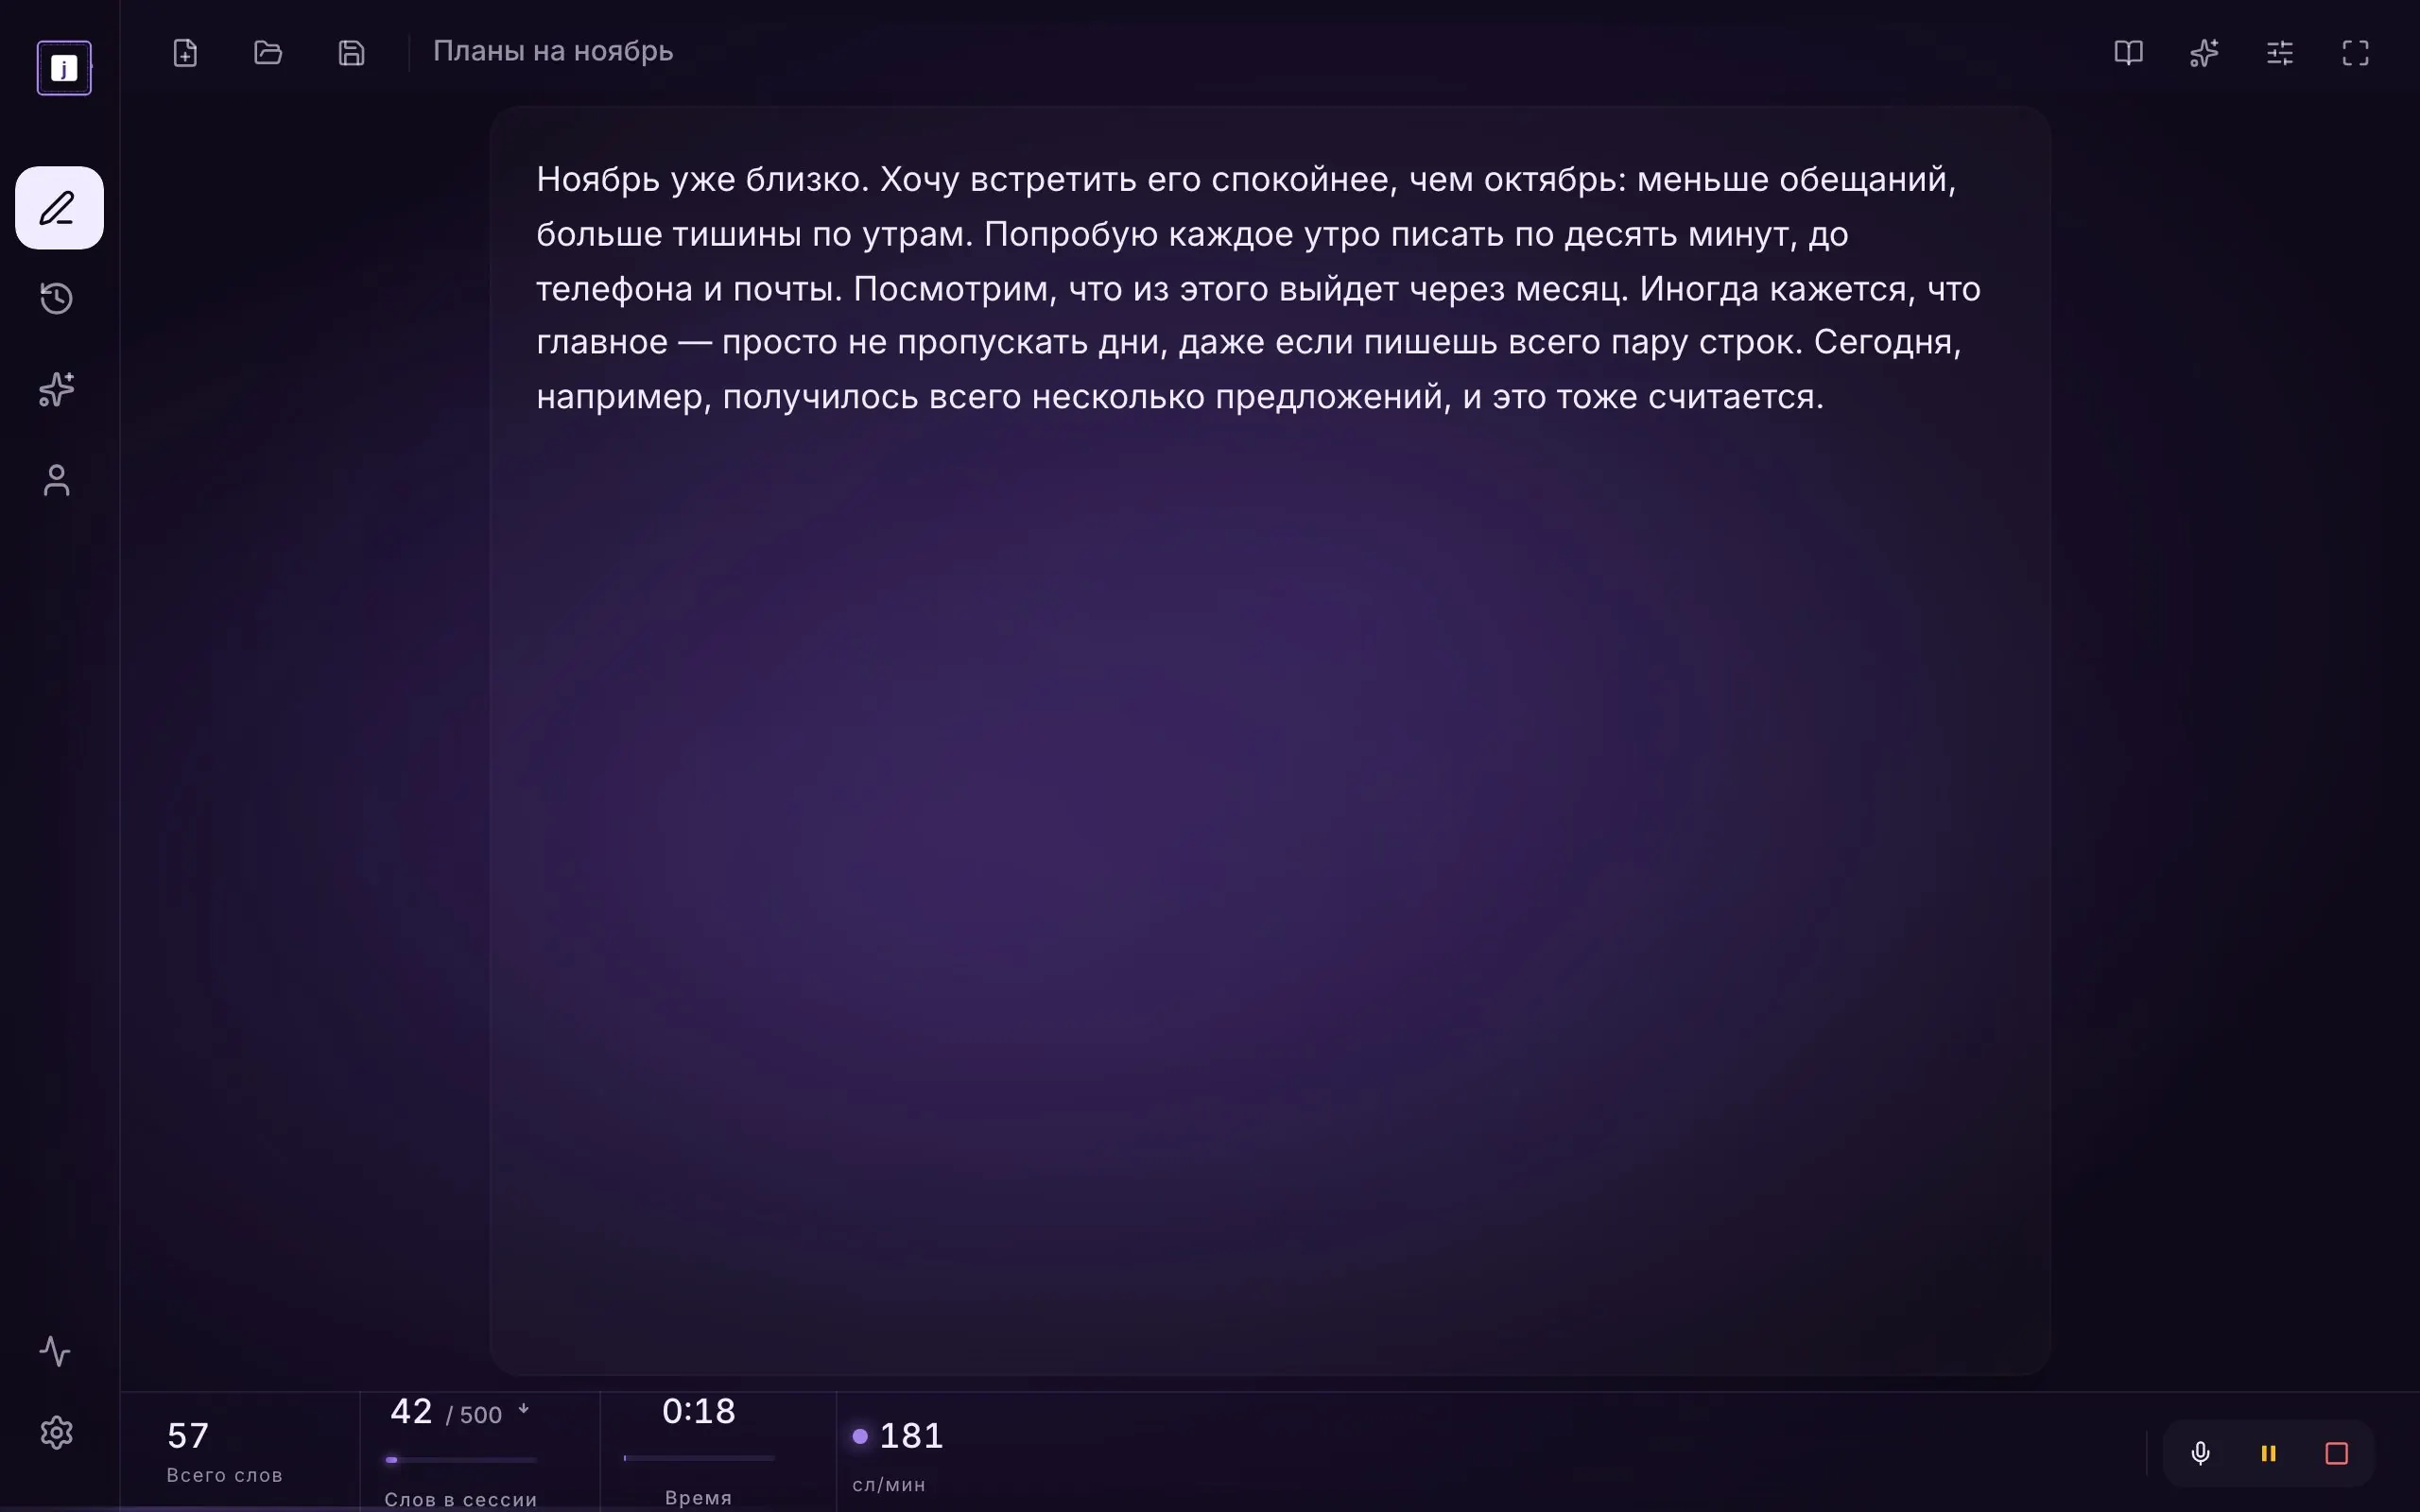 j
Планы на ноябрь
Ноябрь уже близко. Хочу встретить его спокойнее, чем октябрь: меньше обещаний,
больше тишины по утрам. Попробую каждое утро писать по десять минут, до
телефона и почты. Посмотрим, что из этого выйдет через месяц. Иногда кажется, что
главное — просто не пропускать дни, даже если пишешь всего пару строк. Сегодня,
например, получилось всего несколько предложений, и это тоже считается.
57
Всего слов
42 / 500
Слов в сессии
0:18
Время
181
сл/мин